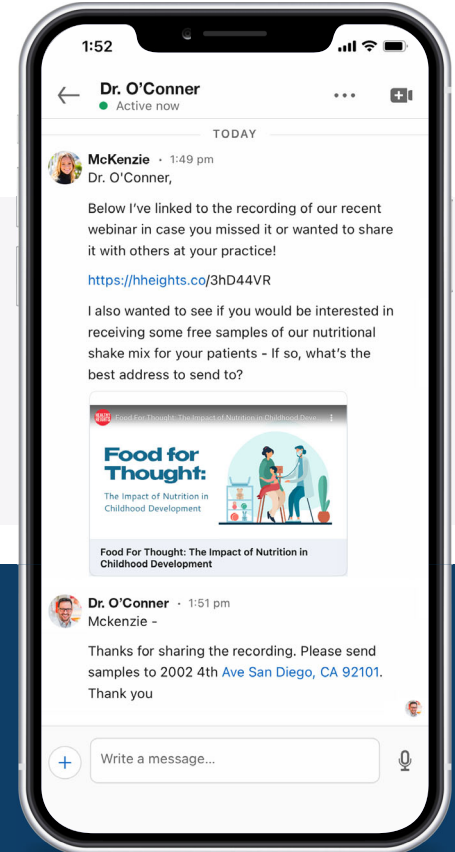 1:52
Dr. O'Conner
Active now
TODAY
McKenzie · 1:49 pm
Dr. O'Conner,
Below I've linked to the recording of our recent
webinar in case you missed it or wanted to share
it with others at your practice!
https://hheights.co/3hD44VR
I also wanted to see if you would be interested in
receiving some free samples of our nutritional
shake mix for your patients - If so, what's the
best address to send to?
HEALTHY HEIGHTS
Food For Thought: The Impact of Nutrition in Childhood Deve...
Food for
Thought:
The Impact of Nutrition in
Childhood Development
Food For Thought: The Impact of Nutrition in
Childhood Development
Dr. O'Conner · 1:51 pm
Mckenzie -
Thanks for sharing the recording. Please send
samples to 2002 4th Ave San Diego, CA 92101.
Thank you
Write a message...